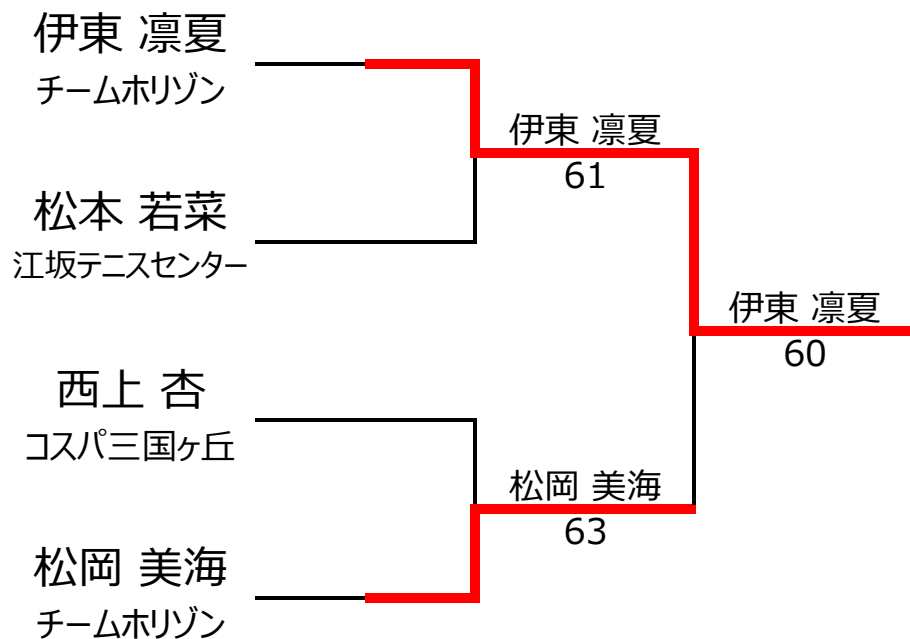 伊東 凛夏
チームホリゾン
伊東 凛夏
61
松本 若菜
江坂テニスセンター
伊東 凛夏
60
西上 杏
コスパ三国ヶ丘
松岡 美海
63
松岡 美海
チームホリゾン